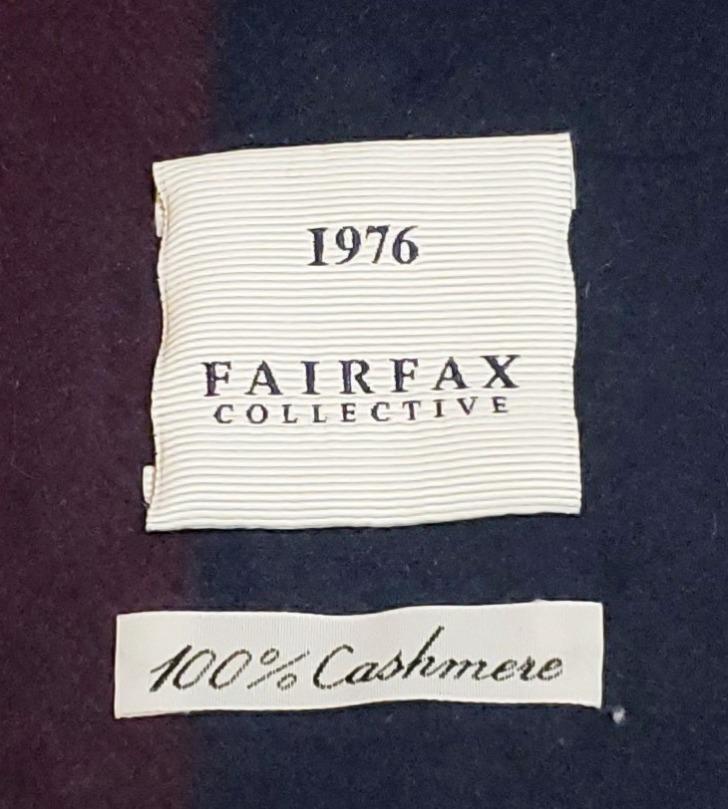 1976
FAIRFAX
COLLECTIVE
100% Cashmere